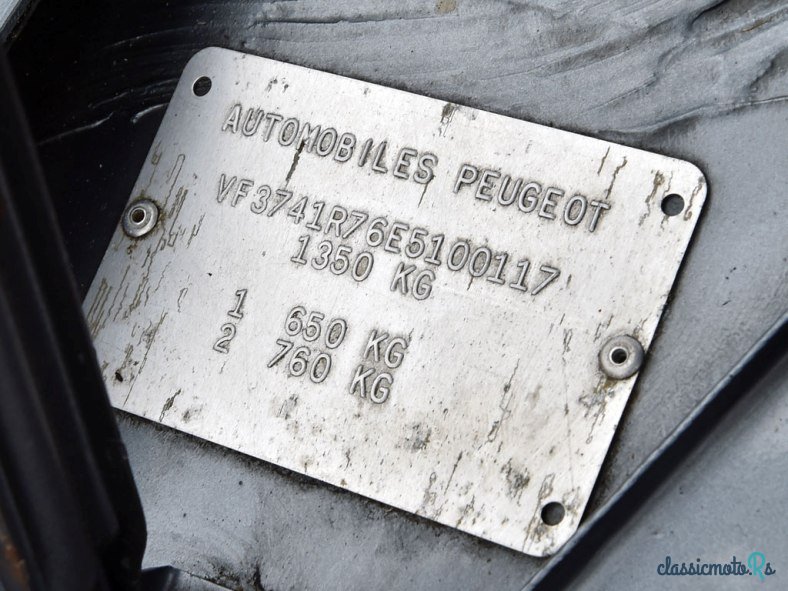 AUTOMOBILES PEUGEOT
VF3741R76E5100117
1350 KG
1 650 KG
2 760 KG
classicmoto.Rs